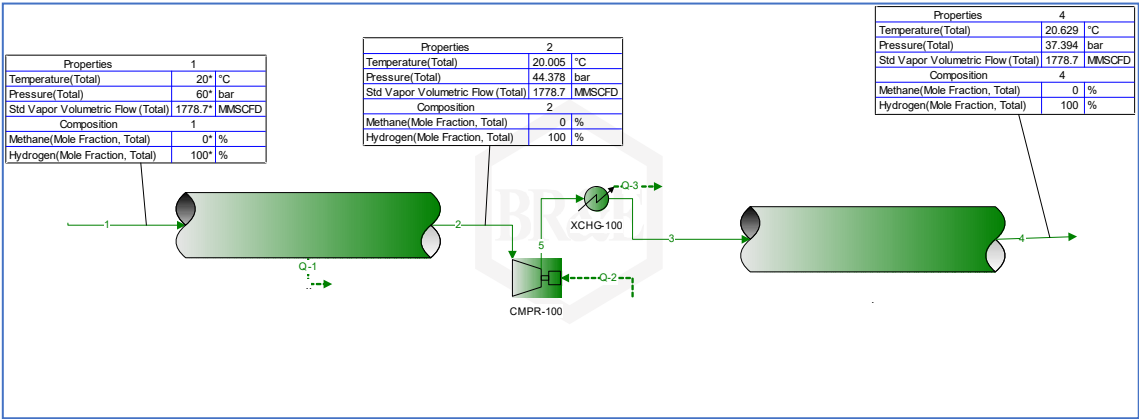 Properties 4
Temperature(Total) 20.629 °C
Pressure(Total) 37.394 bar
Std Vapor Volumetric Flow (Total) 1778.7 MMSCFD
Composition 4
Methane(Mole Fraction, Total) 0 %
Hydrogen(Mole Fraction, Total) 100 %
Properties 2
Temperature(Total) 20.005 °C
Pressure(Total) 44.378 bar
Std Vapor Volumetric Flow (Total) 1778.7 MMSCFD
Composition 2
Methane(Mole Fraction, Total) 0 %
Hydrogen(Mole Fraction, Total) 100 %
Properties 1
Temperature(Total) 20* °C
Pressure(Total) 60* bar
Std Vapor Volumetric Flow (Total) 1778.7* MMSCFD
Composition 1
Methane(Mole Fraction, Total) 0* %
Hydrogen(Mole Fraction, Total) 100* %
Q-3
BR&E
XCHG-100
1
2
5
3
4
Q-1
Q-2
CMPR-100